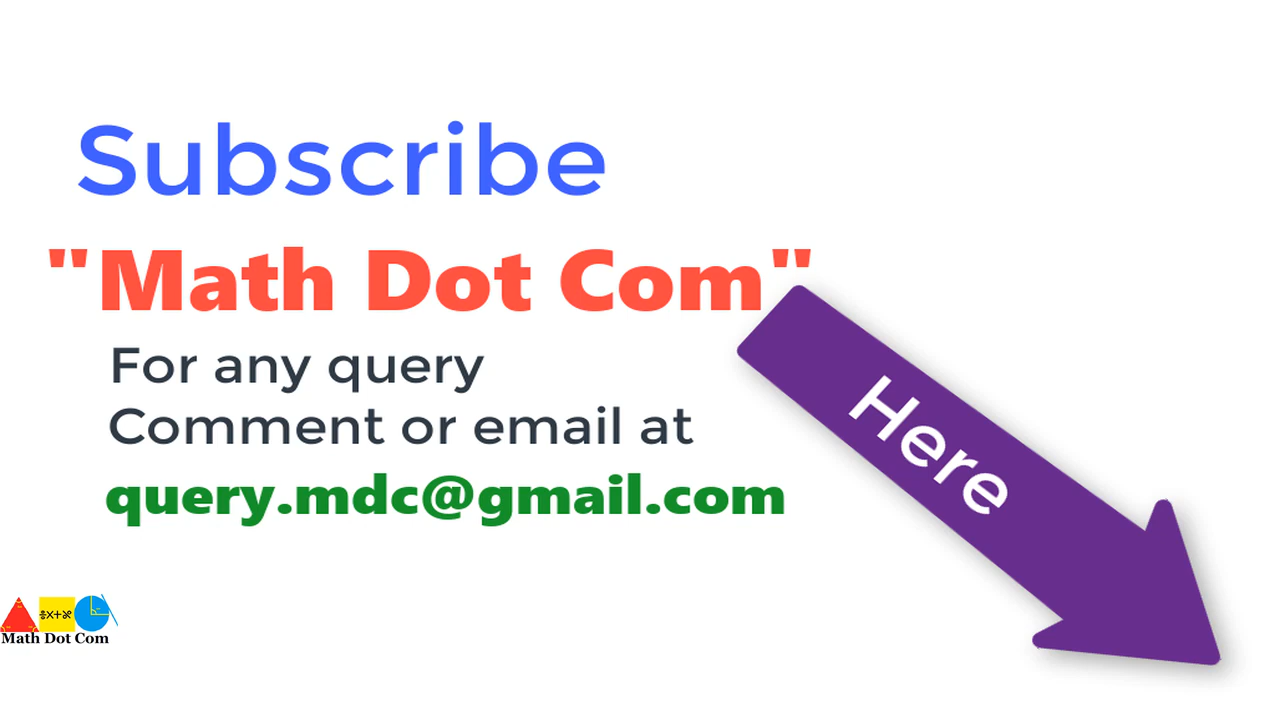 Subscribe
"Math Dot Com"
For any query
Comment or email at
query.mdc@gmail.com
Here
Math Dot Com